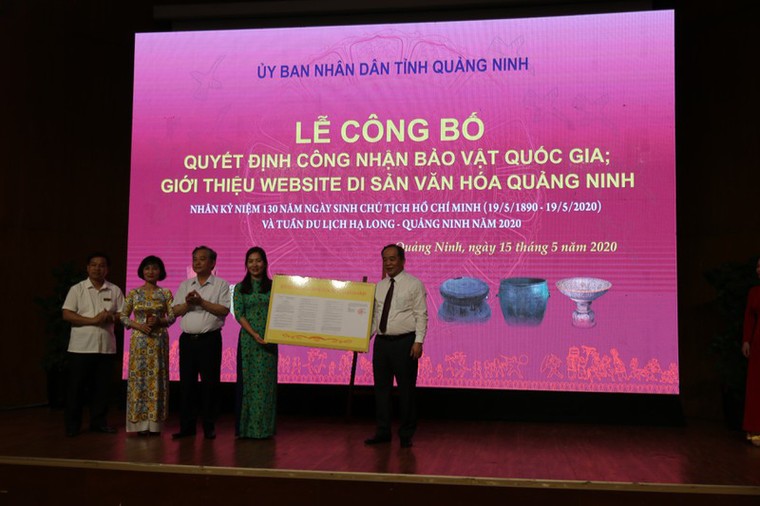 ỦY BAN NHÂN DÂN TỈNH QUẢNG NINH
LỄ CÔNG BỐ
QUYẾT ĐỊNH CÔNG NHẬN BẢO VẬT QUỐC GIA;
GIỚI THIỆU WEBSITE DI SẢN VĂN HÓA QUẢNG NINH
NHÂN KỶ NIỆM 130 NĂM NGÀY SINH CHỦ TỊCH HỒ CHÍ MINH (19/5/1890 - 19/5/2020)
VÀ TUẦN DU LỊCH HẠ LONG - QUẢNG NINH NĂM 2020
Quảng Ninh, ngày 15 tháng 5 năm 2020